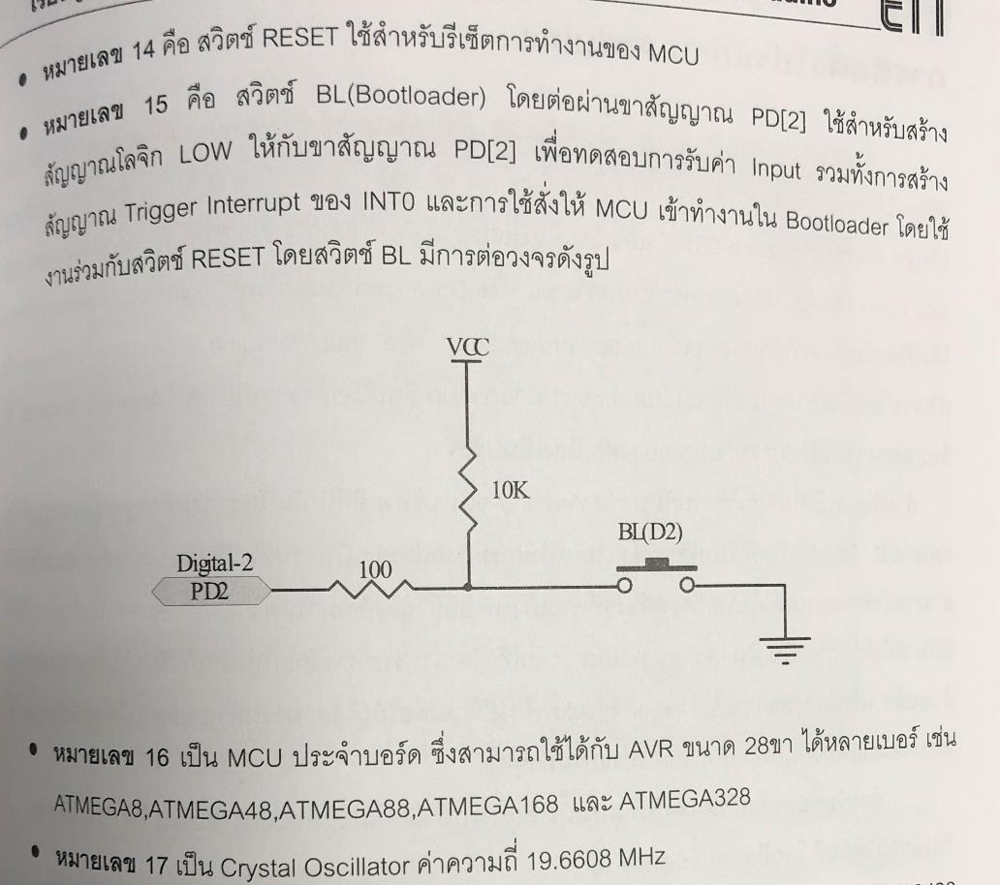 ETT
• หมายเลข 14 คือ สวิตช์ RESET ใช้สำหรับรีเซ็ตการทำงานของ MCU
• หมายเลข 15 คือ สวิตช์ BL(Bootloader) โดยต่อผ่านขาสัญญาณ PD[2] ใช้สำหรับสร้าง
สัญญาณโลจิก LOW ให้กับขาสัญญาณ PD[2] เพื่อทดสอบการรับค่า Input รวมทั้งการสร้าง
สัญญาณ Trigger Interrupt ของ INT0 และการใช้สั่งให้ MCU เข้าทำงานใน Bootloader โดยใช้
งานร่วมกับสวิตช์ RESET โดยสวิตช์ BL มีการต่อวงจรดังรูป
VCC
10K
BL(D2)
Digital-2
100
PD2
• หมายเลข 16 เป็น MCU ประจำบอร์ด ซึ่งสามารถใช้ได้กับ AVR ขนาด 28ขา ได้หลายเบอร์ เช่น
ATMEGA8,ATMEGA48,ATMEGA88,ATMEGA168 และ ATMEGA328
• หมายเลข 17 เป็น Crystal Oscillator ค่าความถี่ 19.6608 MHz